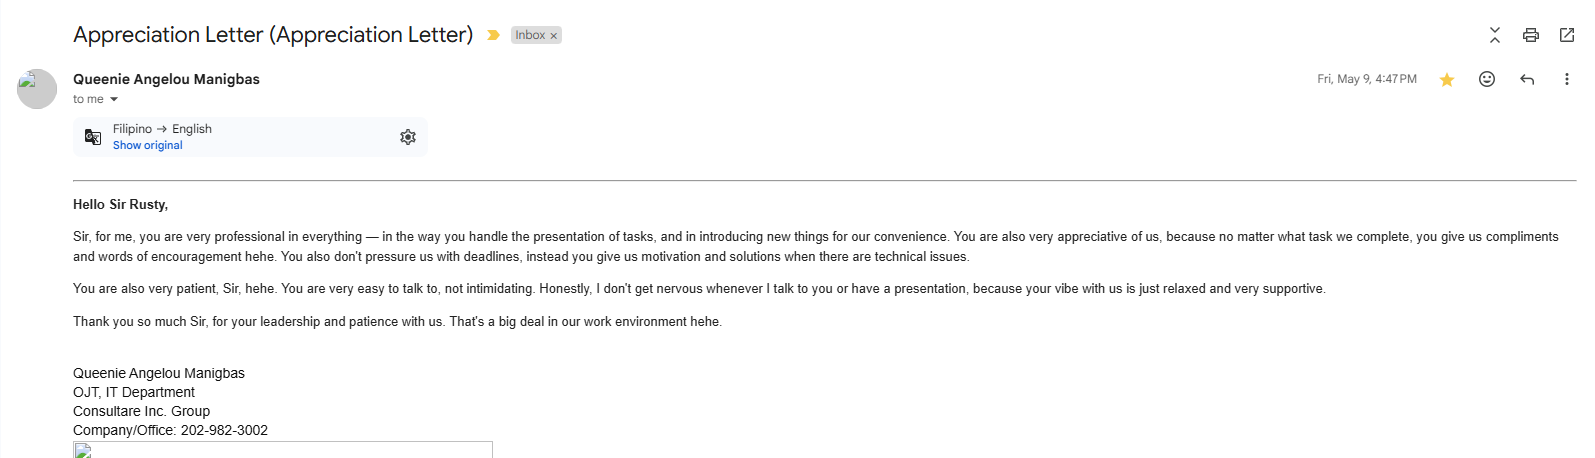 Appreciation Letter (Appreciation Letter) Inbox ×
Queenie Angelou Manigbas Fri, May 9, 4:47 PM
to me
Filipino → English
Show original
Hello Sir Rusty,
Sir, for me, you are very professional in everything — in the way you handle the presentation of tasks, and in introducing new things for our convenience. You are also very appreciative of us, because no matter what task we complete, you give us compliments
and words of encouragement hehe. You also don't pressure us with deadlines, instead you give us motivation and solutions when there are technical issues.
You are also very patient, Sir, hehe. You are very easy to talk to, not intimidating. Honestly, I don't get nervous whenever I talk to you or have a presentation, because your vibe with us is just relaxed and very supportive.
Thank you so much Sir, for your leadership and patience with us. That's a big deal in our work environment hehe.
Queenie Angelou Manigbas
OJT, IT Department
Consultare Inc. Group
Company/Office: 202-982-3002